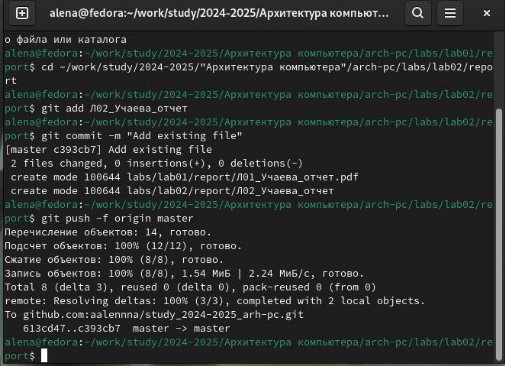 alena@fedora:~/work/study/2024-2025/Архитектура компьют...
о файла или каталога
alena@fedora:~/work/study/2024-2025/Архитектура компьютера/arch-pc/labs/lab01/re
port$ cd ~/work/study/2024-2025/"Архитектура компьютера"/arch-pc/labs/lab02/repo
rt
alena@fedora:~/work/study/2024-2025/Архитектура компьютера/arch-pc/labs/lab02/re
port$ git add Л02_Учаева_отчет
alena@fedora:~/work/study/2024-2025/Архитектура компьютера/arch-pc/labs/lab02/re
port$ git commit -m "Add existing file"
[master c393cb7] Add existing file
 2 files changed, 0 insertions(+), 0 deletions(-)
 create mode 100644 labs/lab01/report/Л01_Учаева_отчет.pdf
 create mode 100644 labs/lab02/report/Л02_Учаева_отчет
alena@fedora:~/work/study/2024-2025/Архитектура компьютера/arch-pc/labs/lab02/re
port$ git push -f origin master
Перечисление объектов: 14, готово.
Подсчет объектов: 100% (12/12), готово.
Сжатие объектов: 100% (8/8), готово.
Запись объектов: 100% (8/8), 1.54 МиБ | 2.24 МиБ/с, готово.
Total 8 (delta 3), reused 0 (delta 0), pack-reused 0 (from 0)
remote: Resolving deltas: 100% (3/3), completed with 2 local objects.
To github.com:aalennna/study_2024-2025_arh-pc.git
   613cd47..c393cb7  master -> master
alena@fedora:~/work/study/2024-2025/Архитектура компьютера/arch-pc/labs/lab02/re
port$